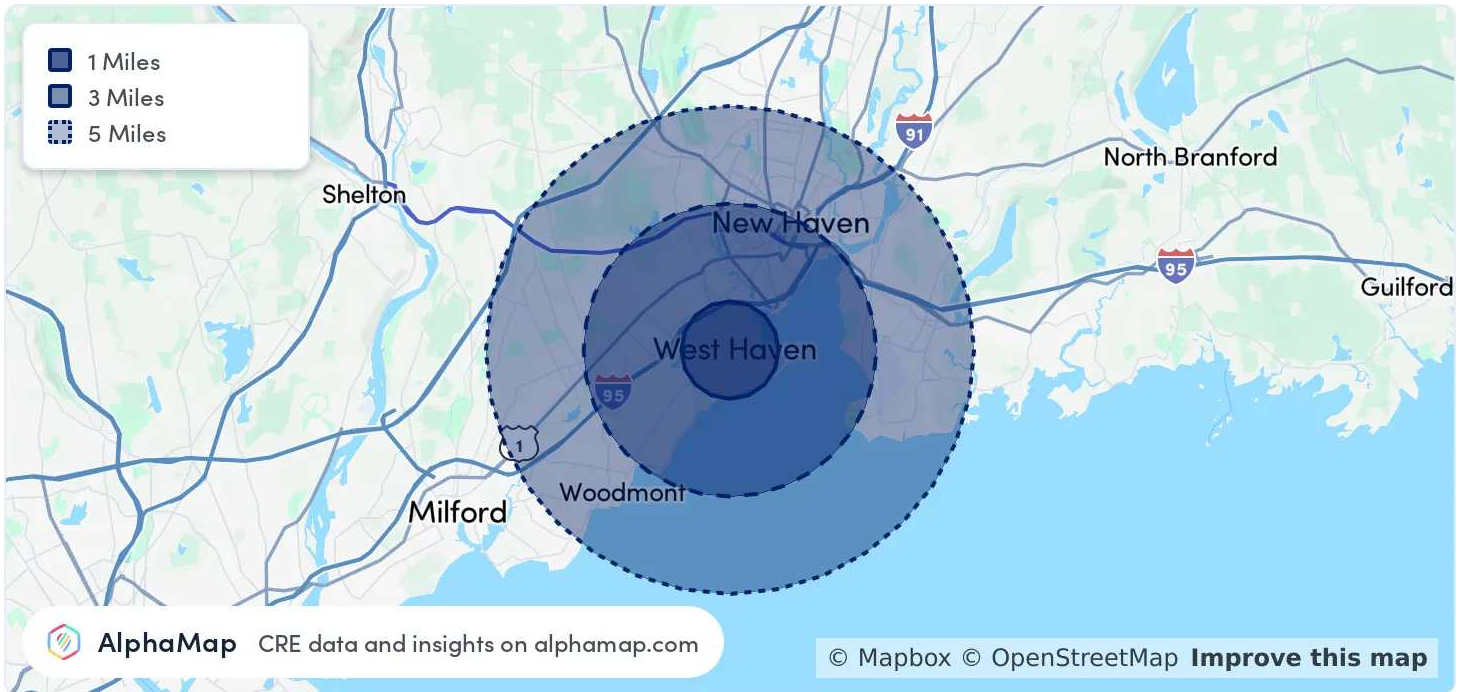 1 Miles
3 Miles
5 Miles
91
North Branford
Shelton
New Haven
95
Guilford
West Haven
95
1
Woodmont
Milford
AlphaMap CRE data and insights on alphamap.com
© Mapbox © OpenStreetMap Improve this map